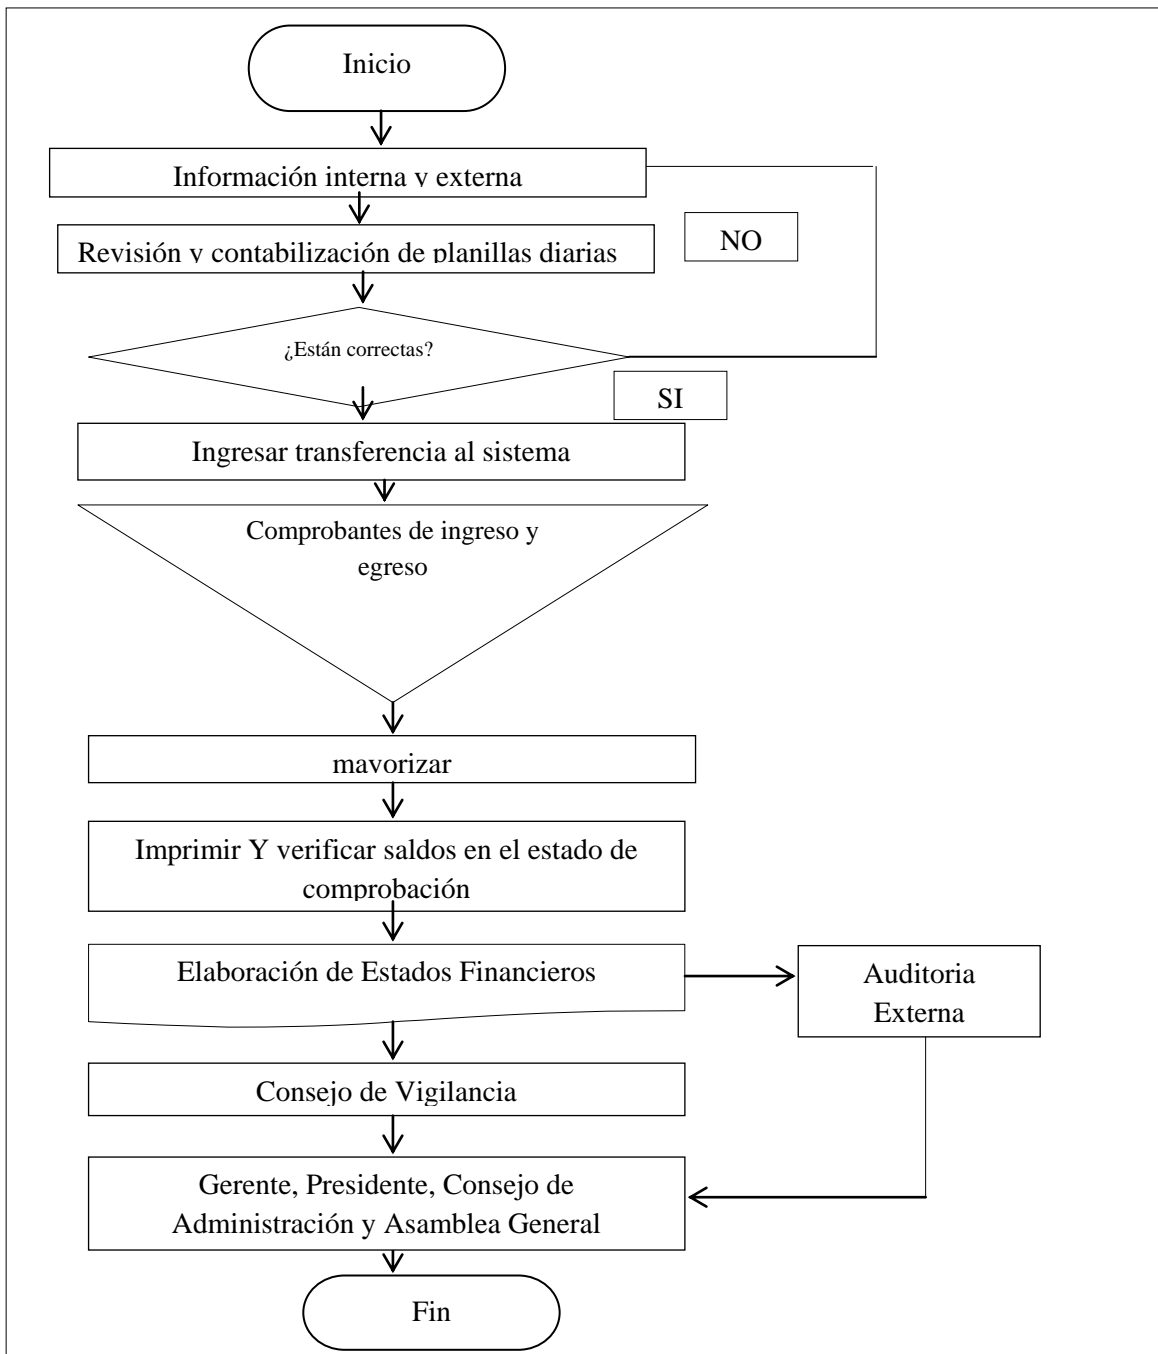 Inicio
Información interna y externa
NO
Revisión y contabilización de planillas diarias
¿Están correctas?
SI
Ingresar transferencia al sistema
Comprobantes de ingreso y
egreso
mayorizar
Imprimir Y verificar saldos en el estado de
comprobación
Elaboración de Estados Financieros
Auditoria
Externa
Consejo de Vigilancia
Gerente, Presidente, Consejo de
Administración y Asamblea General
Fin